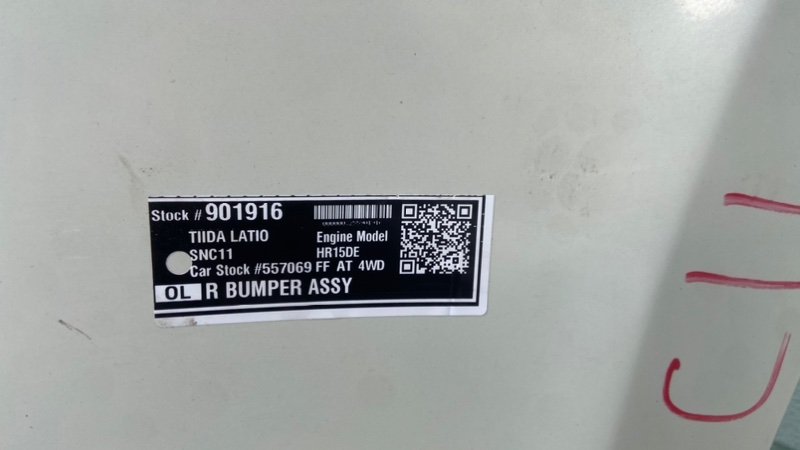 Stock # 901916
TIIDA LATIO
SNC11
Car Stock #557069
Engine Model
HR15DE
FF AT 4WD
OL R BUMPER ASSY